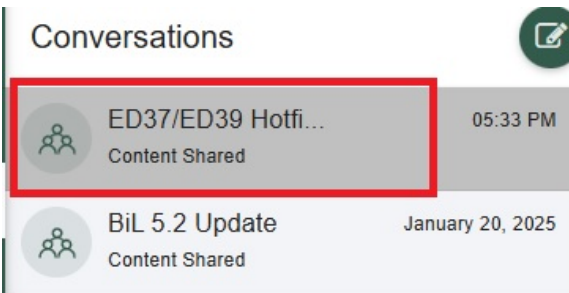 Conversations
ED37/ED39 Hotfi... 05:33 PM
Content Shared
BiL 5.2 Update January 20, 2025
Content Shared